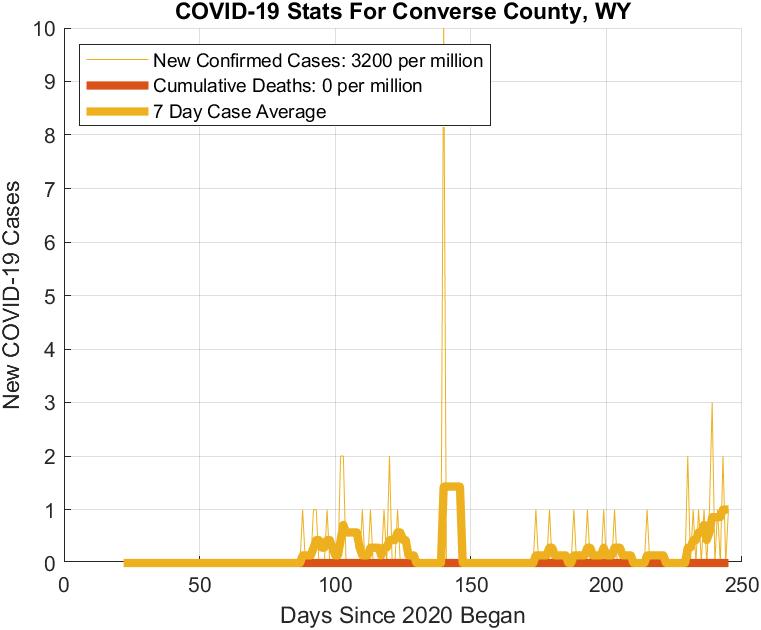 COVID-19 Stats For Converse County, WY
New Confirmed Cases: 3200 per million
Cumulative Deaths: 0 per million
7 Day Case Average
New COVID-19 Cases
10
9
8
7
6
5
4
3
2
1
0
0 50 100 150 200 250
Days Since 2020 Began